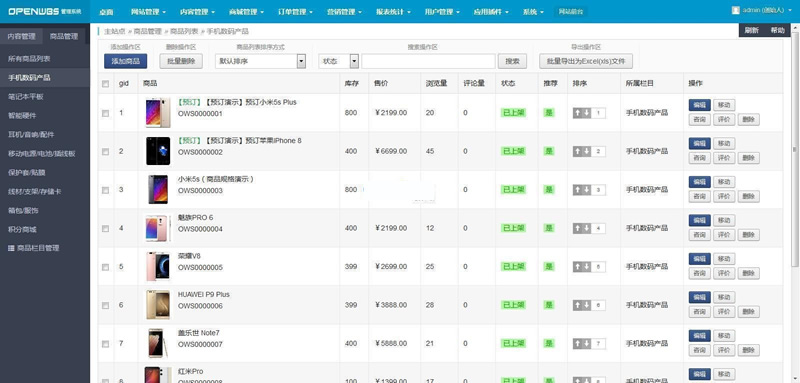 OPENWBS 管理系统 桌面 网站管理 内容管理 商城管理 订单管理 营销管理 报表统计 用户管理 应用插件 系统 网站前台 admin (创始人)
内容管理 商品管理
主站点 » 商品管理 » 商品列表 » 手机数码产品 刷新 帮助
所有商品列表
手机数码产品
笔记本平板
智能硬件
耳机/音响/配件
移动电源/电池/插线板
保护套/贴膜
线材/支架/存储卡
箱包/服饰
积分商城
商品栏目管理
添加操作区 删除操作区 商品列表排序方式 搜索操作区 导出操作区
添加商品 批量删除 默认排序 状态 搜索 批量导出为Excel(xls)文件
gid 商品 库存 售价 浏览量 评论量 状态 推荐 排序 所属栏目 操作
1 【预订】【预订演示】预订小米5s Plus 800 ¥2199.00 20 0 已上架 是 1 手机数码产品 编辑 移动
OWS0000001 咨询 评价 删除
2 【预订】【预订演示】预订苹果iPhone 8 400 ¥6699.00 45 0 已上架 是 2 手机数码产品 编辑 移动
OWS0000002 咨询 评价 删除
3 小米5s（商品规格演示） 800 0 已上架 是 3 手机数码产品 编辑 移动
OWS0000003 咨询 评价 删除
4 魅族PRO 6 400 ¥2199.00 12 0 已上架 是 4 手机数码产品 编辑 移动
OWS0000004 咨询 评价 删除
5 荣耀V8 399 ¥2699.00 25 0 已上架 是 5 手机数码产品 编辑 移动
OWS0000005 咨询 评价 删除
6 HUAWEI P9 Plus 399 ¥3888.00 28 0 已上架 是 6 手机数码产品 编辑 移动
OWS0000006 咨询 评价 删除
7 盖乐世 Note7 400 ¥5888.00 21 0 已上架 是 7 手机数码产品 编辑 移动
OWS0000007 咨询 评价 删除
8 红米Pro 100 ¥1399.00 17 0 已上架 是 8 手机数码产品 编辑 移动